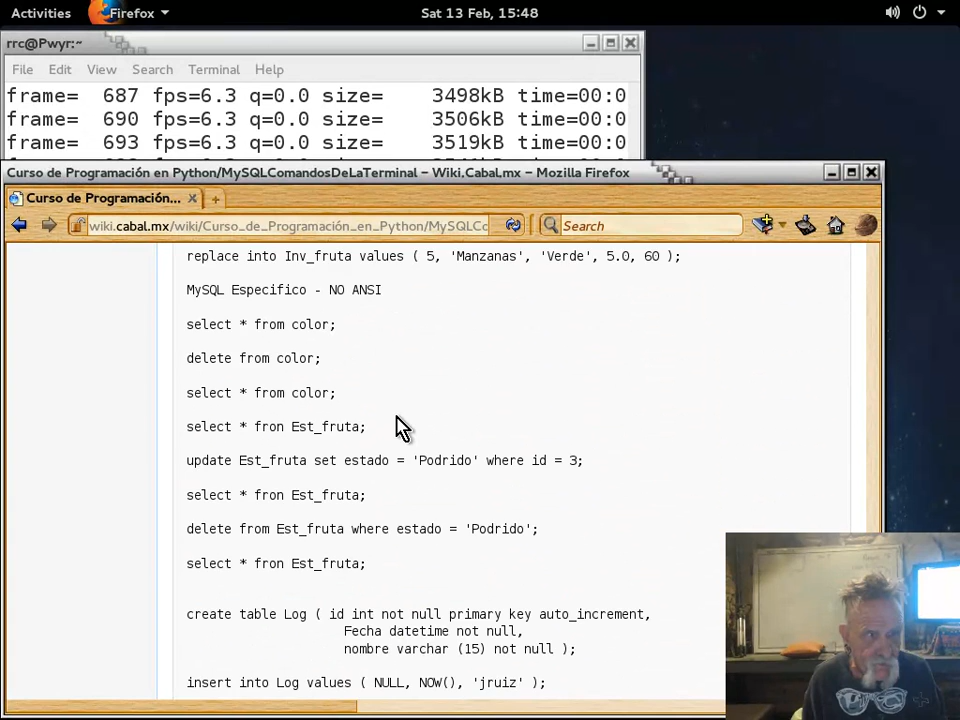 Activities Firefox Sat 13 Feb, 15:48
rrc@Pwyr:~
File Edit View Search Terminal Help
frame= 687 fps=6.3 q=0.0 size= 3498kB time=00:0
frame= 690 fps=6.3 q=0.0 size= 3506kB time=00:0
frame= 693 fps=6.3 q=0.0 size= 3519kB time=00:0
Curso de Programación en Python/MySQLComandosDeLaTerminal – Wiki.Cabal.mx – Mozilla Firefox
Curso de Programación...
wiki.cabal.mx/wiki/Curso_de_Programación_en_Python/MySQLCo Search
replace into Inv_fruta values ( 5, 'Manzanas', 'Verde', 5.0, 60 );
MySQL Especifico - NO ANSI
select * from color;
delete from color;
select * from color;
select * fron Est_fruta;
update Est_fruta set estado = 'Podrido' where id = 3;
select * fron Est_fruta;
delete from Est_fruta where estado = 'Podrido';
select * fron Est_fruta;
create table Log ( id int not null primary key auto_increment,
Fecha datetime not null,
nombre varchar (15) not null );
insert into Log values ( NULL, NOW(), 'jruiz' );